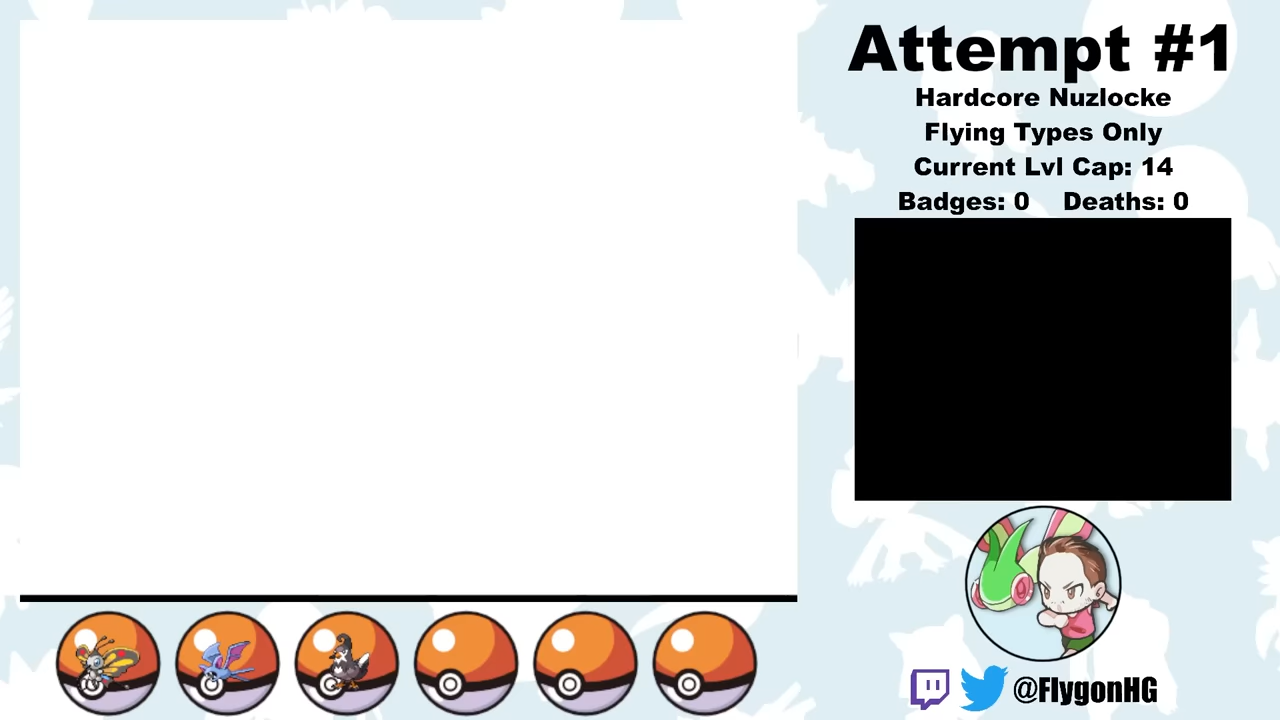 Attempt #1
Hardcore Nuzlocke
Flying Types Only
Current Lvl Cap: 14
Badges: 0 Deaths: 0
@FlygonHG